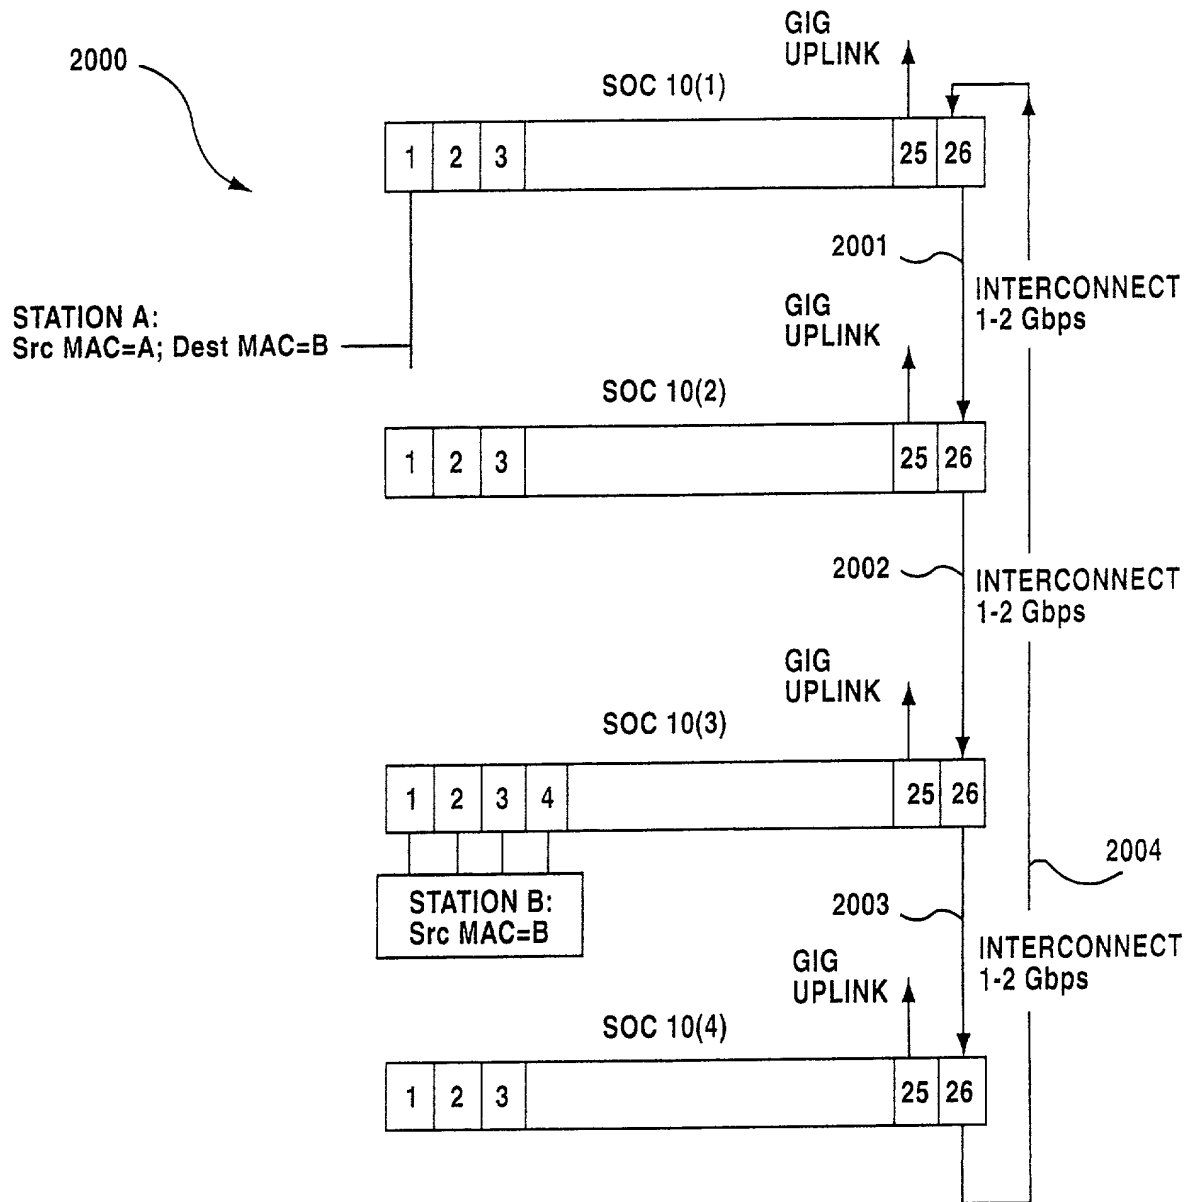 2000
GIG
UPLINK
SOC 10(1)
1 2 3 25 26
2001
INTERCONNECT
1-2 Gbps
STATION A:
Src MAC=A; Dest MAC=B
GIG
UPLINK
SOC 10(2)
1 2 3 25 26
2002
INTERCONNECT
1-2 Gbps
GIG
UPLINK
SOC 10(3)
1 2 3 4 25 26
2004
STATION B:
Src MAC=B
2003
INTERCONNECT
1-2 Gbps
GIG
UPLINK
SOC 10(4)
1 2 3 25 26